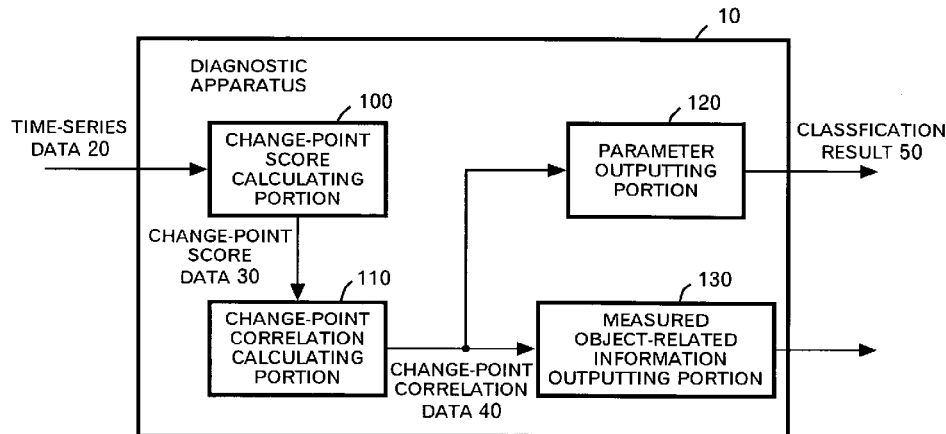 10
DIAGNOSTIC
APPARATUS
100
120
TIME-SERIES
DATA 20
CHANGE-POINT
SCORE
CALCULATING
PORTION
PARAMETER
OUTPUTTING
PORTION
CLASSFICATION
RESULT 50
CHANGE-POINT
SCORE
DATA 30
110
130
CHANGE-POINT
CORRELATION
CALCULATING
PORTION
MEASURED
OBJECT-RELATED
INFORMATION
OUTPUTTING PORTION
CHANGE-POINT
CORRELATION
DATA 40